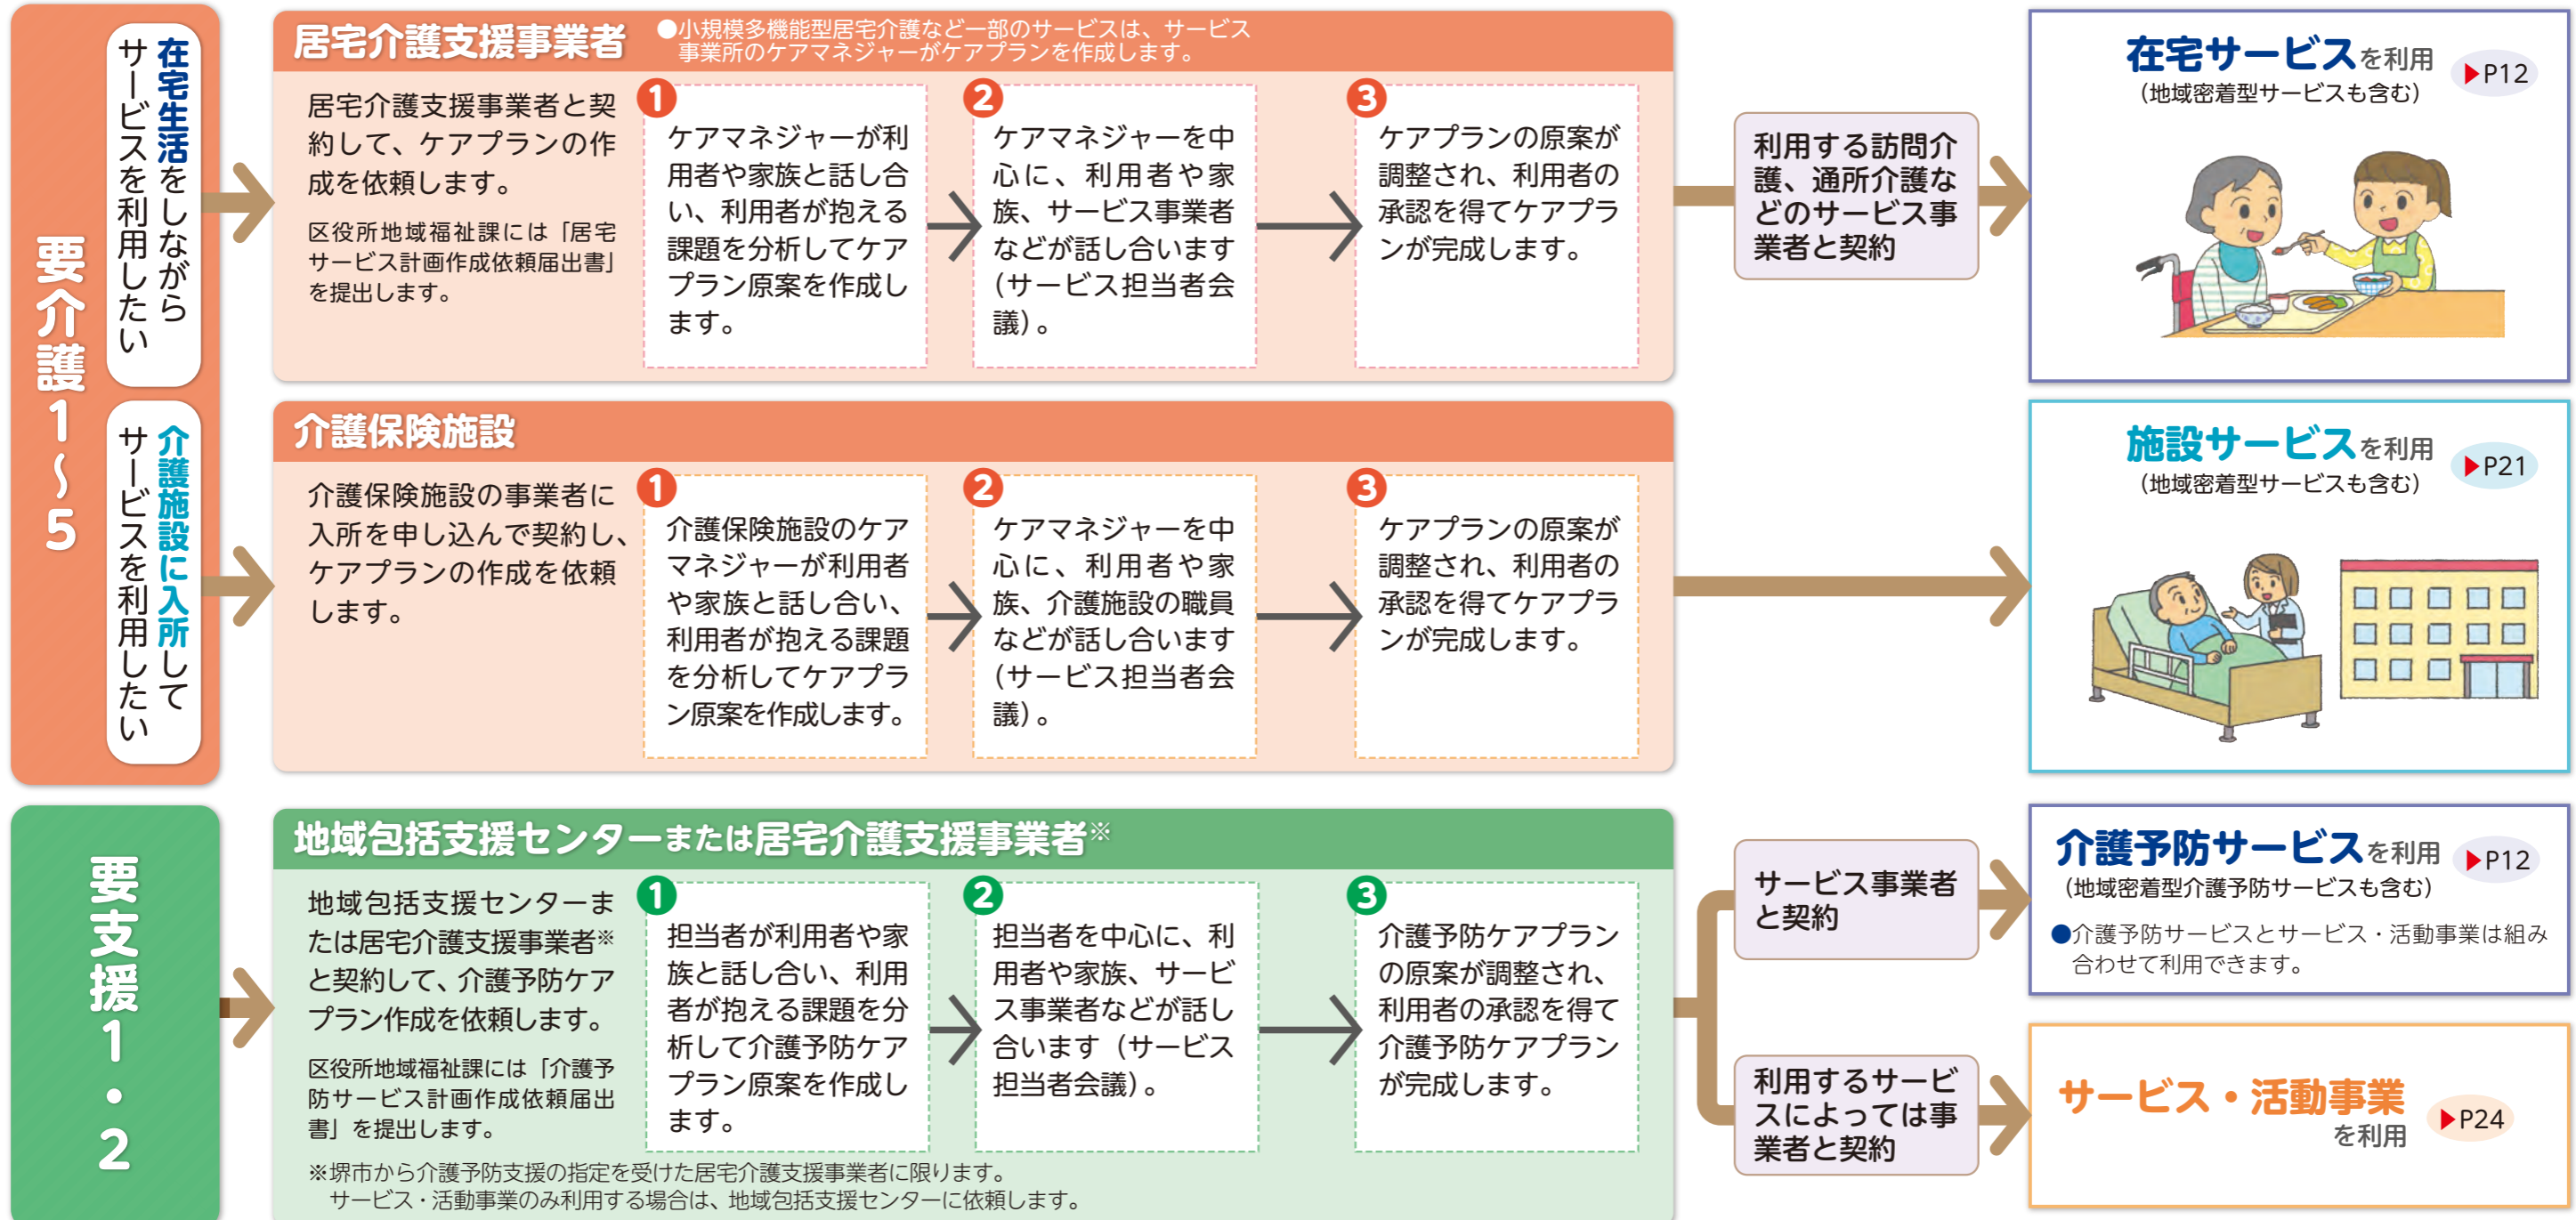 要介護1～5
在宅生活をしながら
サービスを利用したい
居宅介護支援事業者
●小規模多機能型居宅介護など一部のサービスは、サービス
事業所のケアマネジャーがケアプランを作成します。
居宅介護支援事業者と契
約して、ケアプランの作
成を依頼します。
区役所地域福祉課には「居宅
サービス計画作成依頼届出書」
を提出します。
1
ケアマネジャーが利
用者や家族と話し合
い、利用者が抱える
課題を分析してケア
プラン原案を作成し
ます。
2
ケアマネジャーを中
心に、利用者や家
族、サービス事業者
などが話し合います
(サービス担当者会
議)。
3
ケアプランの原案が
調整され、利用者の
承認を得てケアプラ
ンが完成します。
利用する訪問介
護、通所介護な
どのサービス事
業者と契約
在宅サービスを利用
(地域密着型サービスも含む)
▶P12
介護施設に入所して
サービスを利用したい
介護保険施設
介護保険施設の事業者に
入所を申し込んで契約し、
ケアプランの作成を依頼
します。
1
介護保険施設のケア
マネジャーが利用者
や家族と話し合い、
利用者が抱える課題
を分析してケアプラ
ン原案を作成します。
2
ケアマネジャーを中
心に、利用者や家
族、介護施設の職員
などが話し合います
(サービス担当者会
議)。
3
ケアプランの原案が
調整され、利用者の
承認を得てケアプラ
ンが完成します。
施設サービスを利用
(地域密着型サービスも含む)
▶P21
要支援1・2
地域包括支援センターまたは居宅介護支援事業者※
地域包括支援センターま
たは居宅介護支援事業者※
と契約して、介護予防ケア
プラン作成を依頼します。
区役所地域福祉課には「介護予
防サービス計画作成依頼届出
書」を提出します。
1
担当者が利用者や家
族と話し合い、利用
者が抱える課題を分
析して介護予防ケア
プラン原案を作成し
ます。
2
担当者を中心に、利
用者や家族、サービ
ス事業者などが話し
合います(サービス
担当者会議)。
3
介護予防ケアプラン
の原案が調整され、
利用者の承認を得て
介護予防ケアプラン
が完成します。
※堺市から介護予防支援の指定を受けた居宅介護支援事業者に限ります。
サービス・活動事業のみ利用する場合は、地域包括支援センターに依頼します。
サービス事業者
と契約
介護予防サービスを利用
(地域密着型介護予防サービスも含む)
▶P12
●介護予防サービスとサービス・活動事業は組み
合わせて利用できます。
利用するサービ
スによっては事
業者と契約
サービス・活動事業
を利用
▶P24